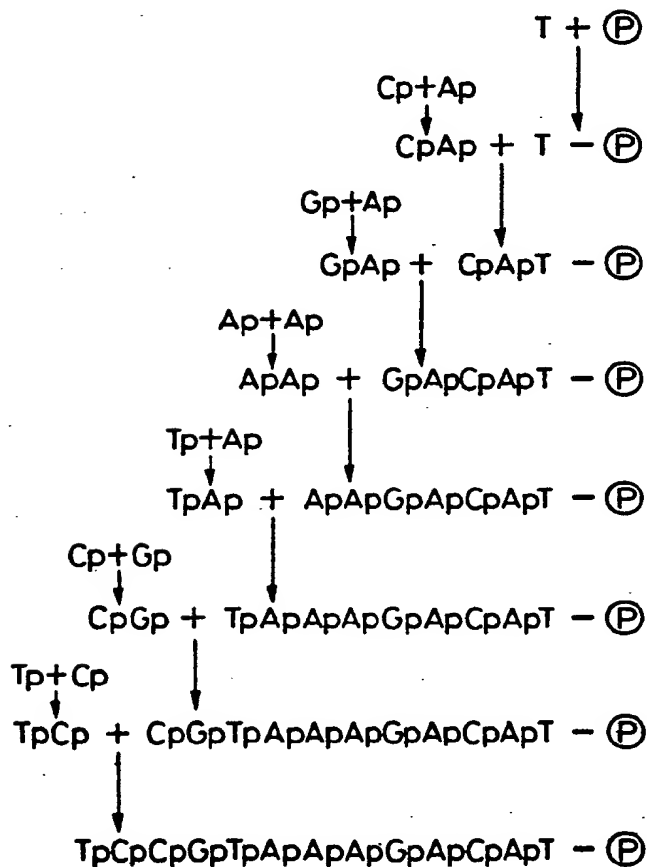 T + Ⓟ
Cp+Ap
CpAp + T − Ⓟ
Gp+Ap
GpAp + CpApT − Ⓟ
Ap+Ap
ApAp + GpApCpApT − Ⓟ
Tp+Ap
TpAp + ApApGpApCpApT − Ⓟ
Cp+Gp
CpGp + TpApApApGpApCpApT − Ⓟ
Tp+Cp
TpCp + CpGpTpApApApGpApCpApT − Ⓟ
TpCpCpGpTpApApApGpApCpApT − Ⓟ